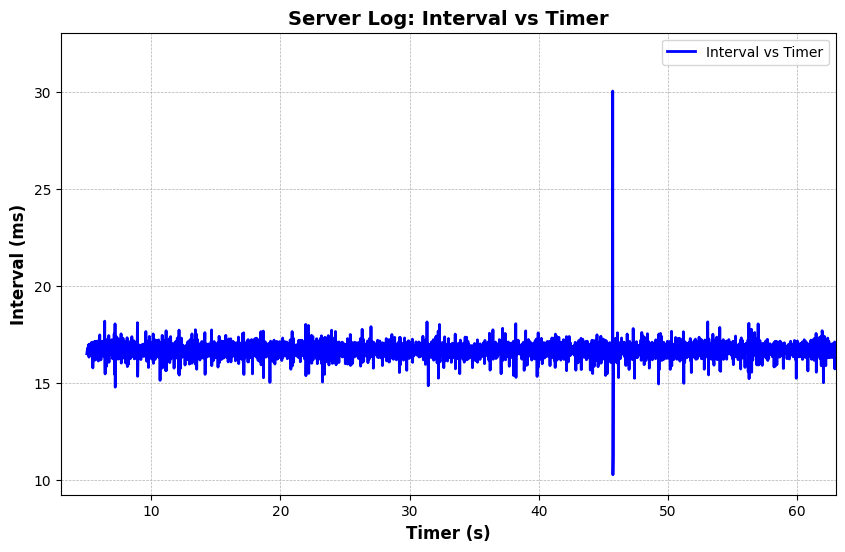 Server Log: Interval vs Timer
Interval vs Timer
Interval (ms)
30
25
20
15
10
10 20 30 40 50 60
Timer (s)